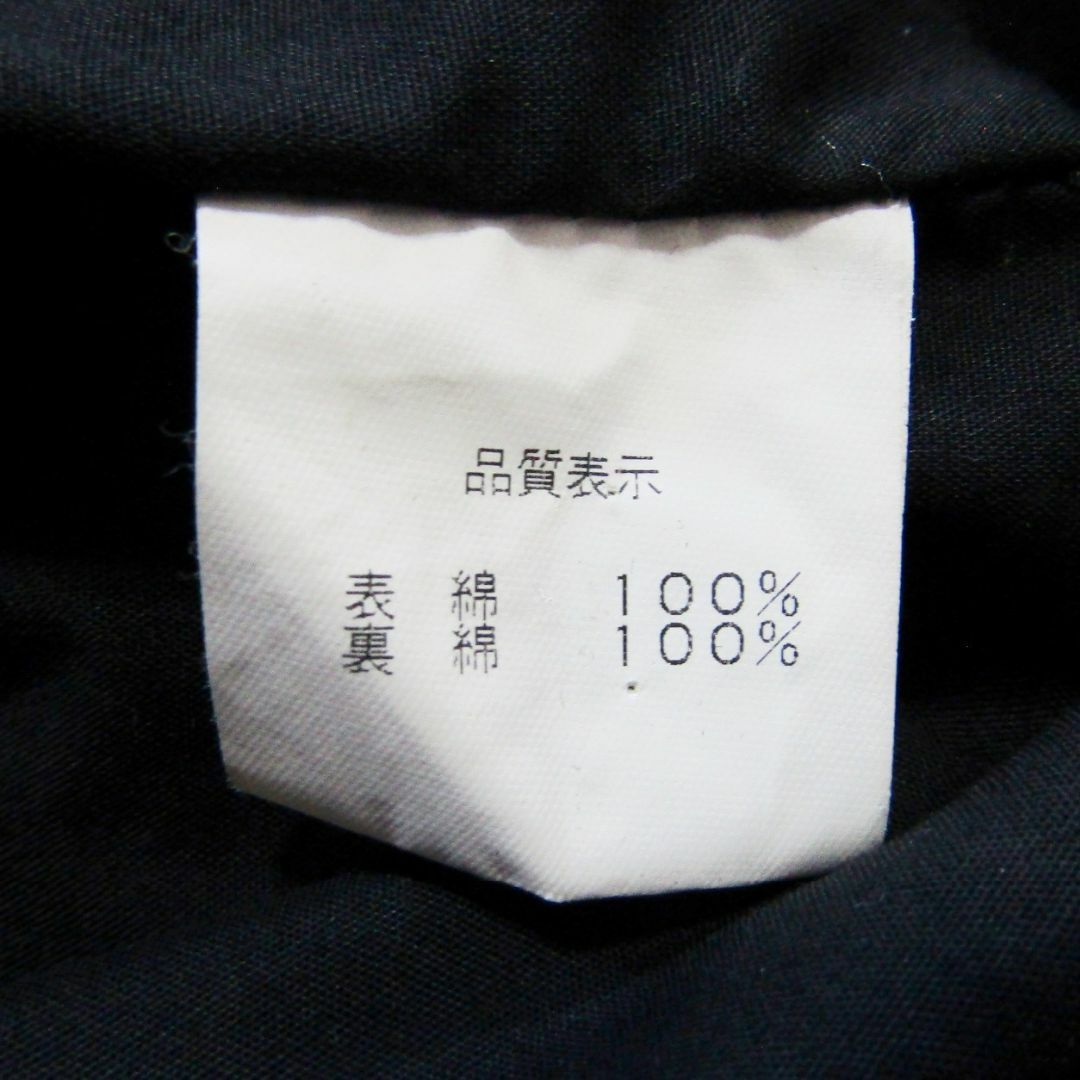 品質表示
表 綿 100%
裏 綿 100%